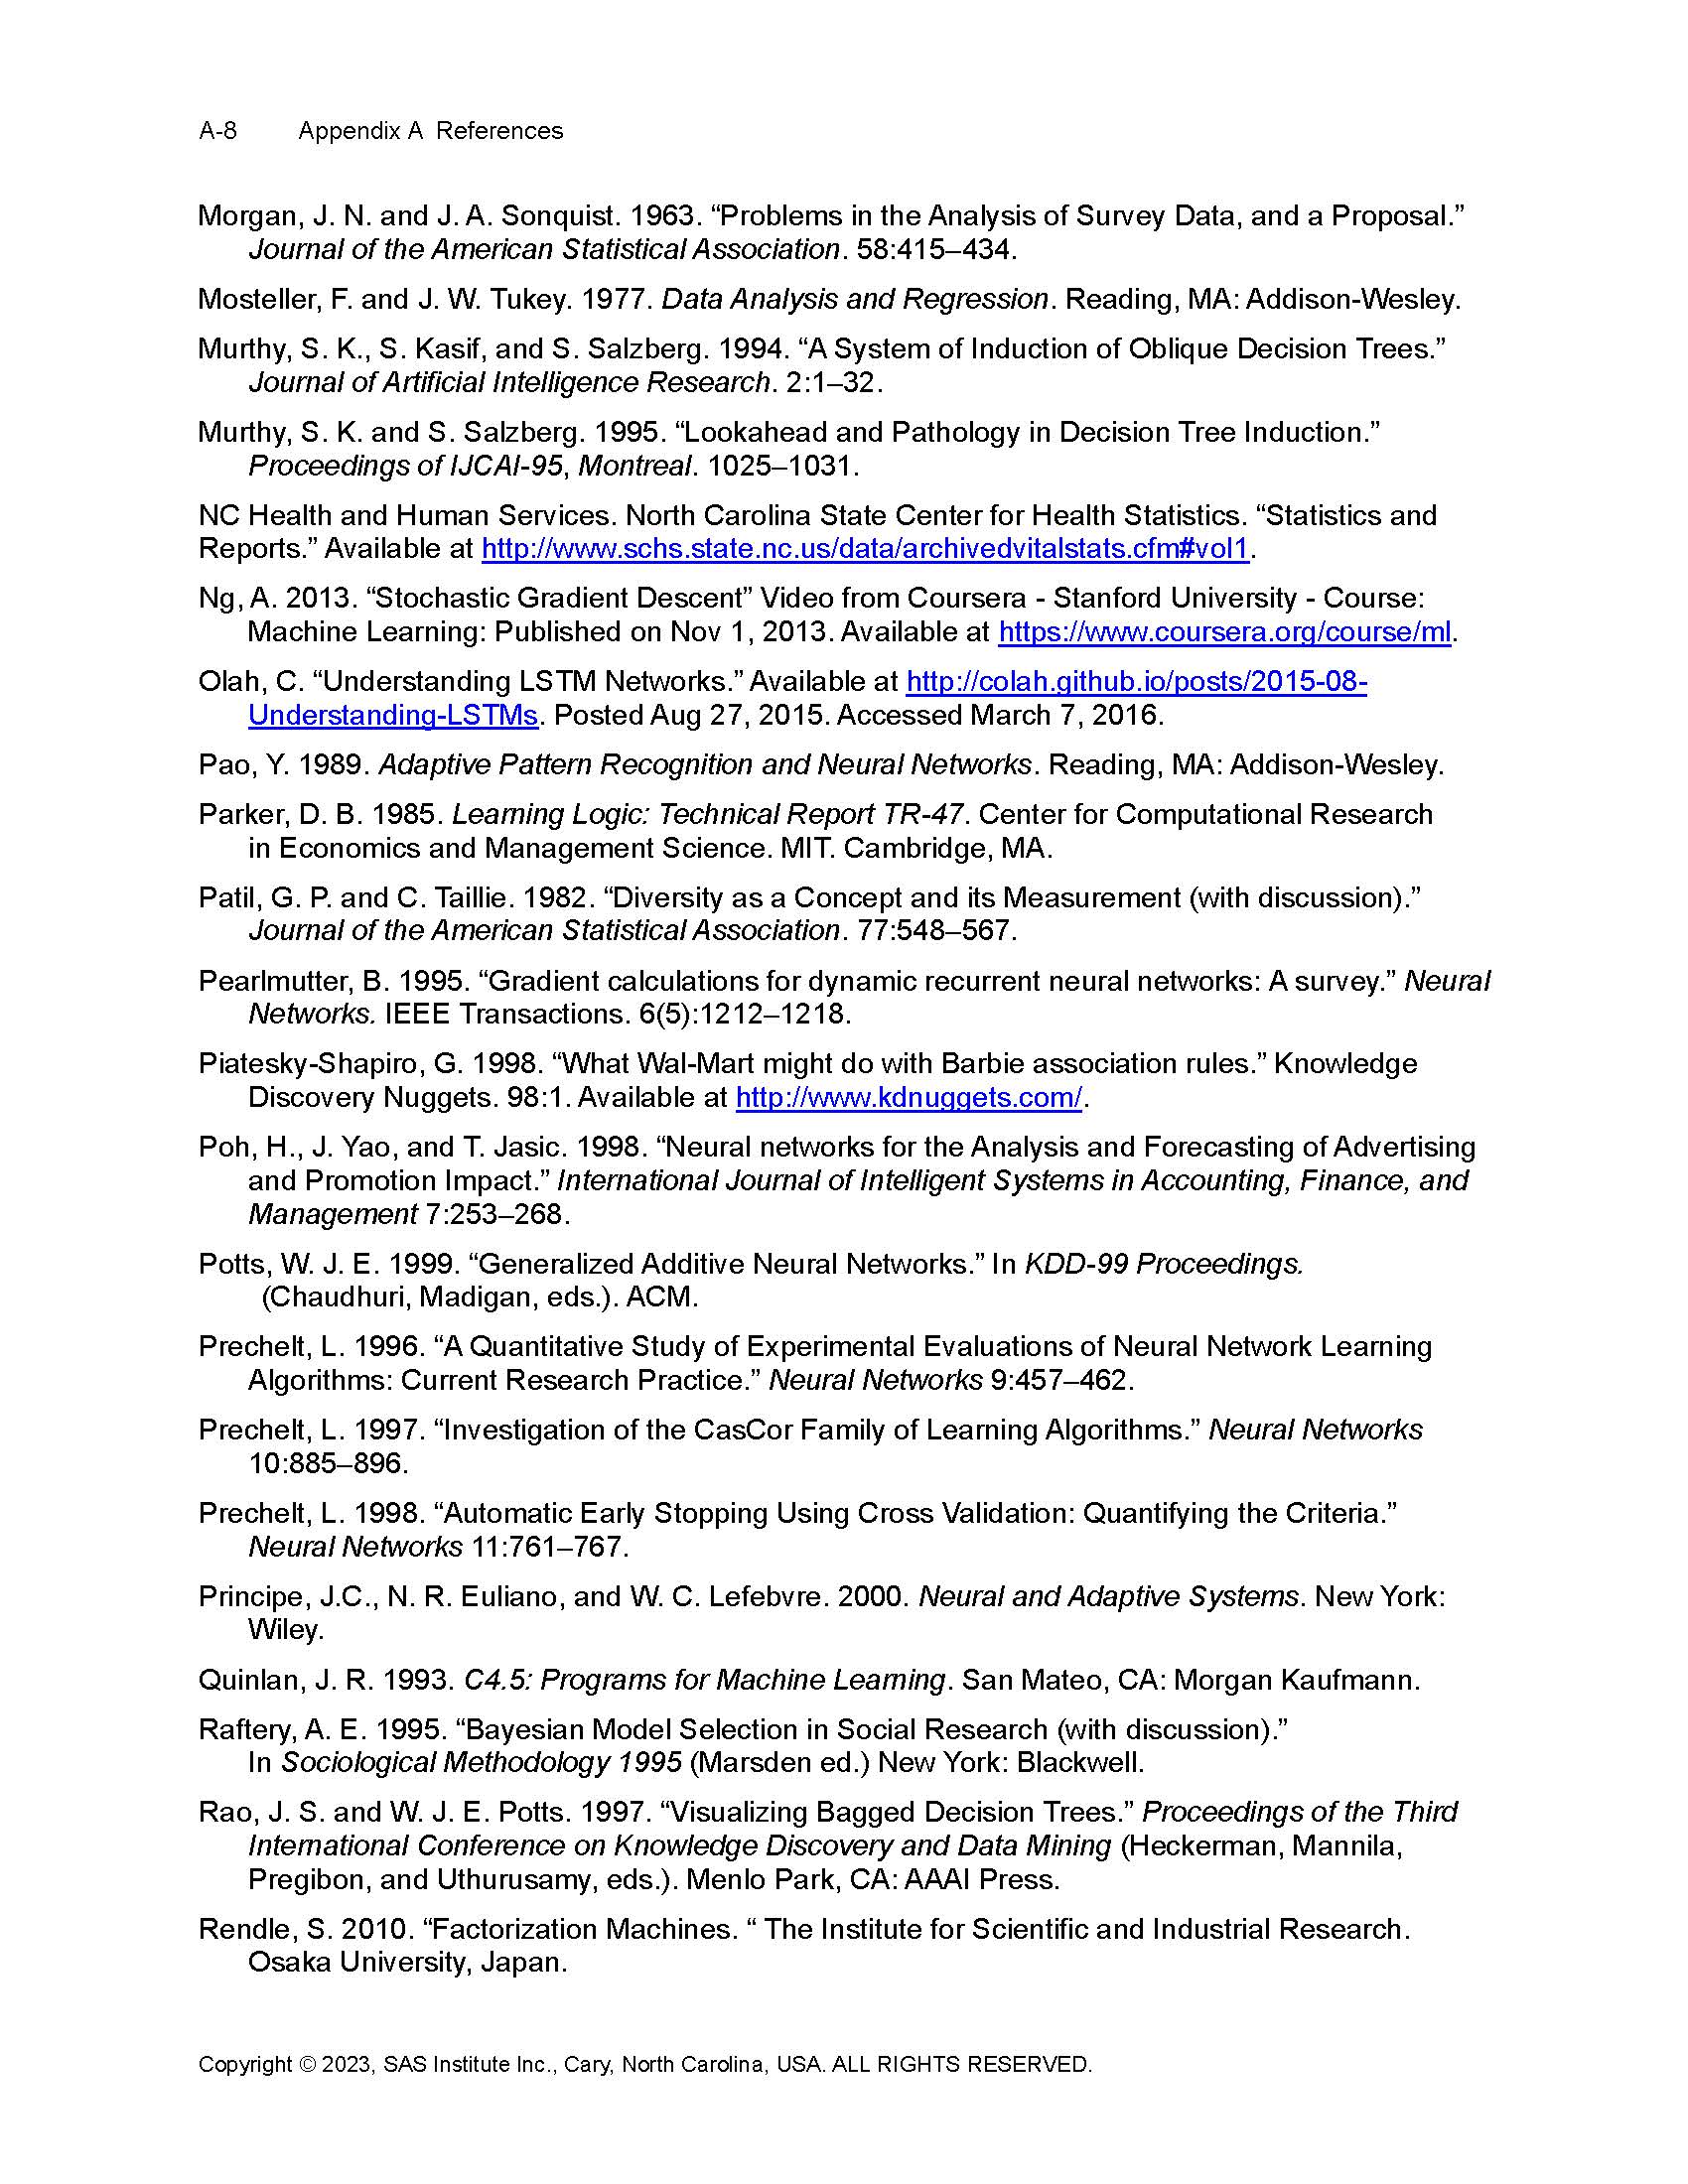 A-8 Appendix A References
Morgan, J. N. and J. A. Sonquist. 1963. “Problems in the Analysis of Survey Data, and a Proposal.”
Journal of the American Statistical Association. 58:415–434.
Mosteller, F. and J. W. Tukey. 1977. Data Analysis and Regression. Reading, MA: Addison-Wesley.
Murthy, S. K., S. Kasif, and S. Salzberg. 1994. “A System of Induction of Oblique Decision Trees.”
Journal of Artificial Intelligence Research. 2:1–32.
Murthy, S. K. and S. Salzberg. 1995. “Lookahead and Pathology in Decision Tree Induction.”
Proceedings of IJCAI-95, Montreal. 1025–1031.
NC Health and Human Services. North Carolina State Center for Health Statistics. “Statistics and
Reports.” Available at http://www.schs.state.nc.us/data/archivedvitalstats.cfm#vol1.
Ng, A. 2013. “Stochastic Gradient Descent” Video from Coursera - Stanford University - Course:
Machine Learning: Published on Nov 1, 2013. Available at https://www.coursera.org/course/ml.
Olah, C. “Understanding LSTM Networks.” Available at http://colah.github.io/posts/2015-08-
Understanding-LSTMs. Posted Aug 27, 2015. Accessed March 7, 2016.
Pao, Y. 1989. Adaptive Pattern Recognition and Neural Networks. Reading, MA: Addison-Wesley.
Parker, D. B. 1985. Learning Logic: Technical Report TR-47. Center for Computational Research
in Economics and Management Science. MIT. Cambridge, MA.
Patil, G. P. and C. Taillie. 1982. “Diversity as a Concept and its Measurement (with discussion).”
Journal of the American Statistical Association. 77:548–567.
Pearlmutter, B. 1995. “Gradient calculations for dynamic recurrent neural networks: A survey.” Neural
Networks. IEEE Transactions. 6(5):1212–1218.
Piatesky-Shapiro, G. 1998. “What Wal-Mart might do with Barbie association rules.” Knowledge
Discovery Nuggets. 98:1. Available at http://www.kdnuggets.com/.
Poh, H., J. Yao, and T. Jasic. 1998. “Neural networks for the Analysis and Forecasting of Advertising
and Promotion Impact.” International Journal of Intelligent Systems in Accounting, Finance, and
Management 7:253–268.
Potts, W. J. E. 1999. “Generalized Additive Neural Networks.” In KDD-99 Proceedings.
(Chaudhuri, Madigan, eds.). ACM.
Prechelt, L. 1996. “A Quantitative Study of Experimental Evaluations of Neural Network Learning
Algorithms: Current Research Practice.” Neural Networks 9:457–462.
Prechelt, L. 1997. “Investigation of the CasCor Family of Learning Algorithms.” Neural Networks
10:885–896.
Prechelt, L. 1998. “Automatic Early Stopping Using Cross Validation: Quantifying the Criteria.”
Neural Networks 11:761–767.
Principe, J.C., N. R. Euliano, and W. C. Lefebvre. 2000. Neural and Adaptive Systems. New York:
Wiley.
Quinlan, J. R. 1993. C4.5: Programs for Machine Learning. San Mateo, CA: Morgan Kaufmann.
Raftery, A. E. 1995. “Bayesian Model Selection in Social Research (with discussion).”
In Sociological Methodology 1995 (Marsden ed.) New York: Blackwell.
Rao, J. S. and W. J. E. Potts. 1997. “Visualizing Bagged Decision Trees.” Proceedings of the Third
International Conference on Knowledge Discovery and Data Mining (Heckerman, Mannila,
Pregibon, and Uthurusamy, eds.). Menlo Park, CA: AAAI Press.
Rendle, S. 2010. “Factorization Machines. “ The Institute for Scientific and Industrial Research.
Osaka University, Japan.
Copyright © 2023, SAS Institute Inc., Cary, North Carolina, USA. ALL RIGHTS RESERVED.